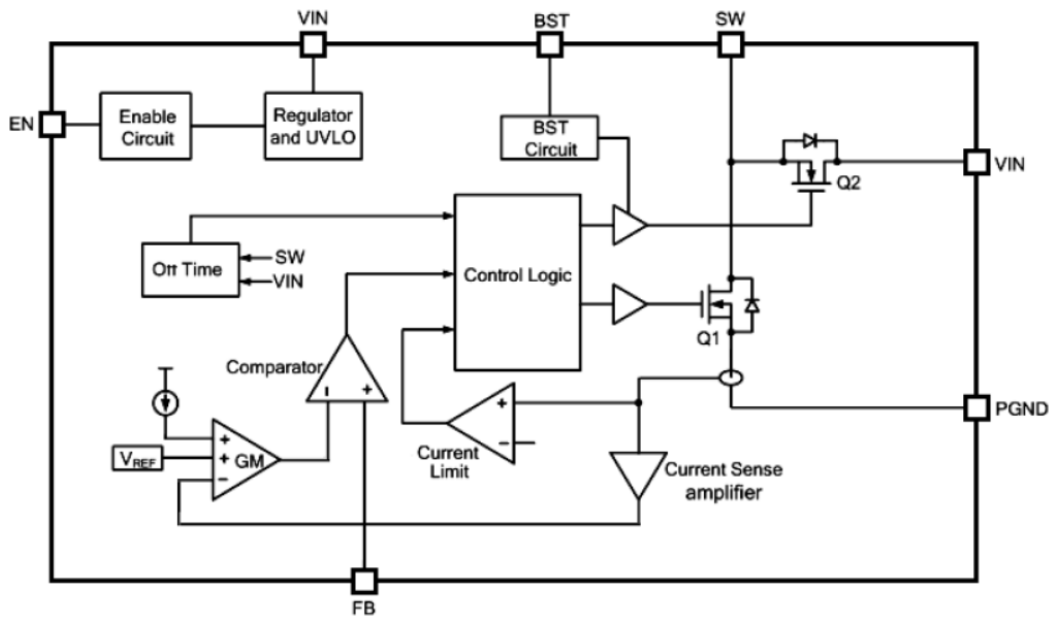 VIN
BST
SW
EN
Enable
Circuit
Regulator
and UVLO
BST
Circuit
VIN
Q2
Ott Time
SW
VIN
Control Logic
Q1
Comparator
- +
+
-
Current
Limit
PGND
+
VREF
+
GM
-
Current Sense
amplifier
FB